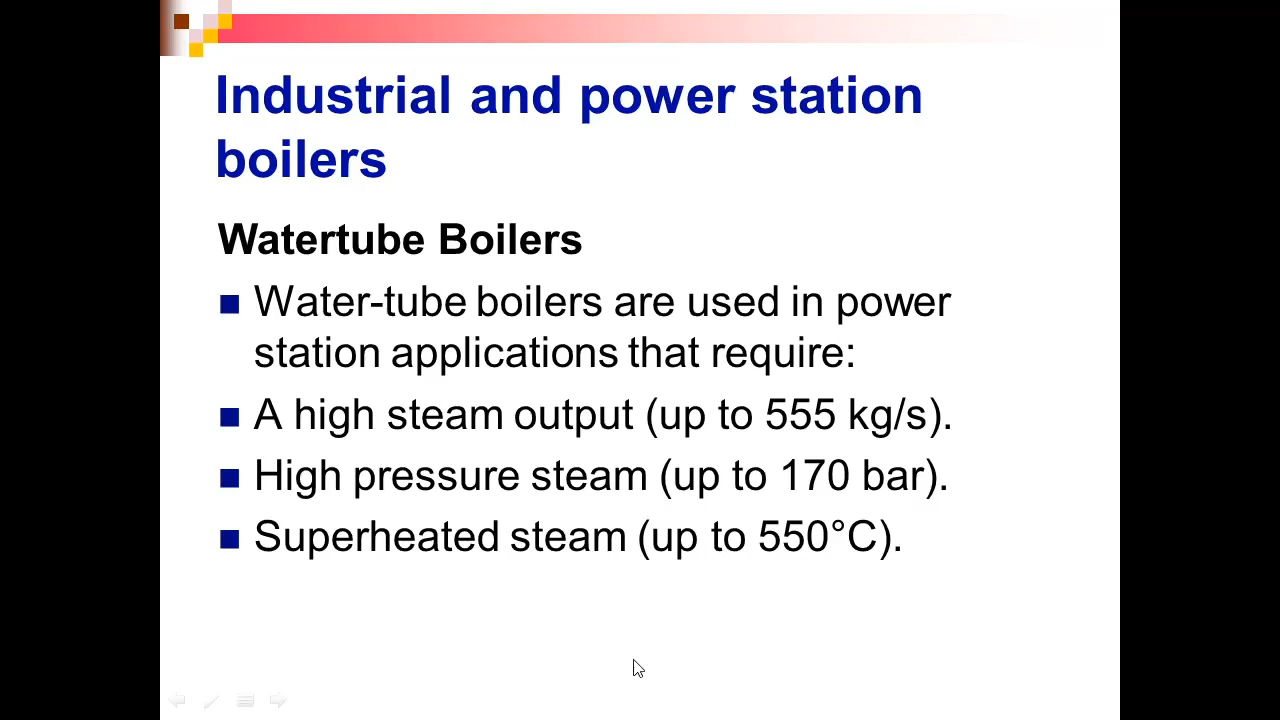 Industrial and power station
boilers
Watertube Boilers
Water-tube boilers are used in power
station applications that require:
A high steam output (up to 555 kg/s).
High pressure steam (up to 170 bar).
Superheated steam (up to 550°C).